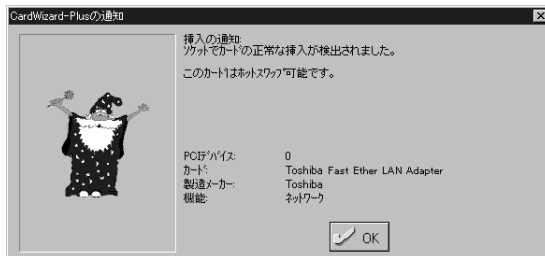 CardWizard-Plusの通知
挿入の通知:
ソケットでカードの正常な挿入が検出されました。
このカードはホットスワップ可能です。
PCIデバイス: 0
カード: Toshiba Fast Ether LAN Adapter
製造メーカー: Toshiba
機能: ネットワーク
OK